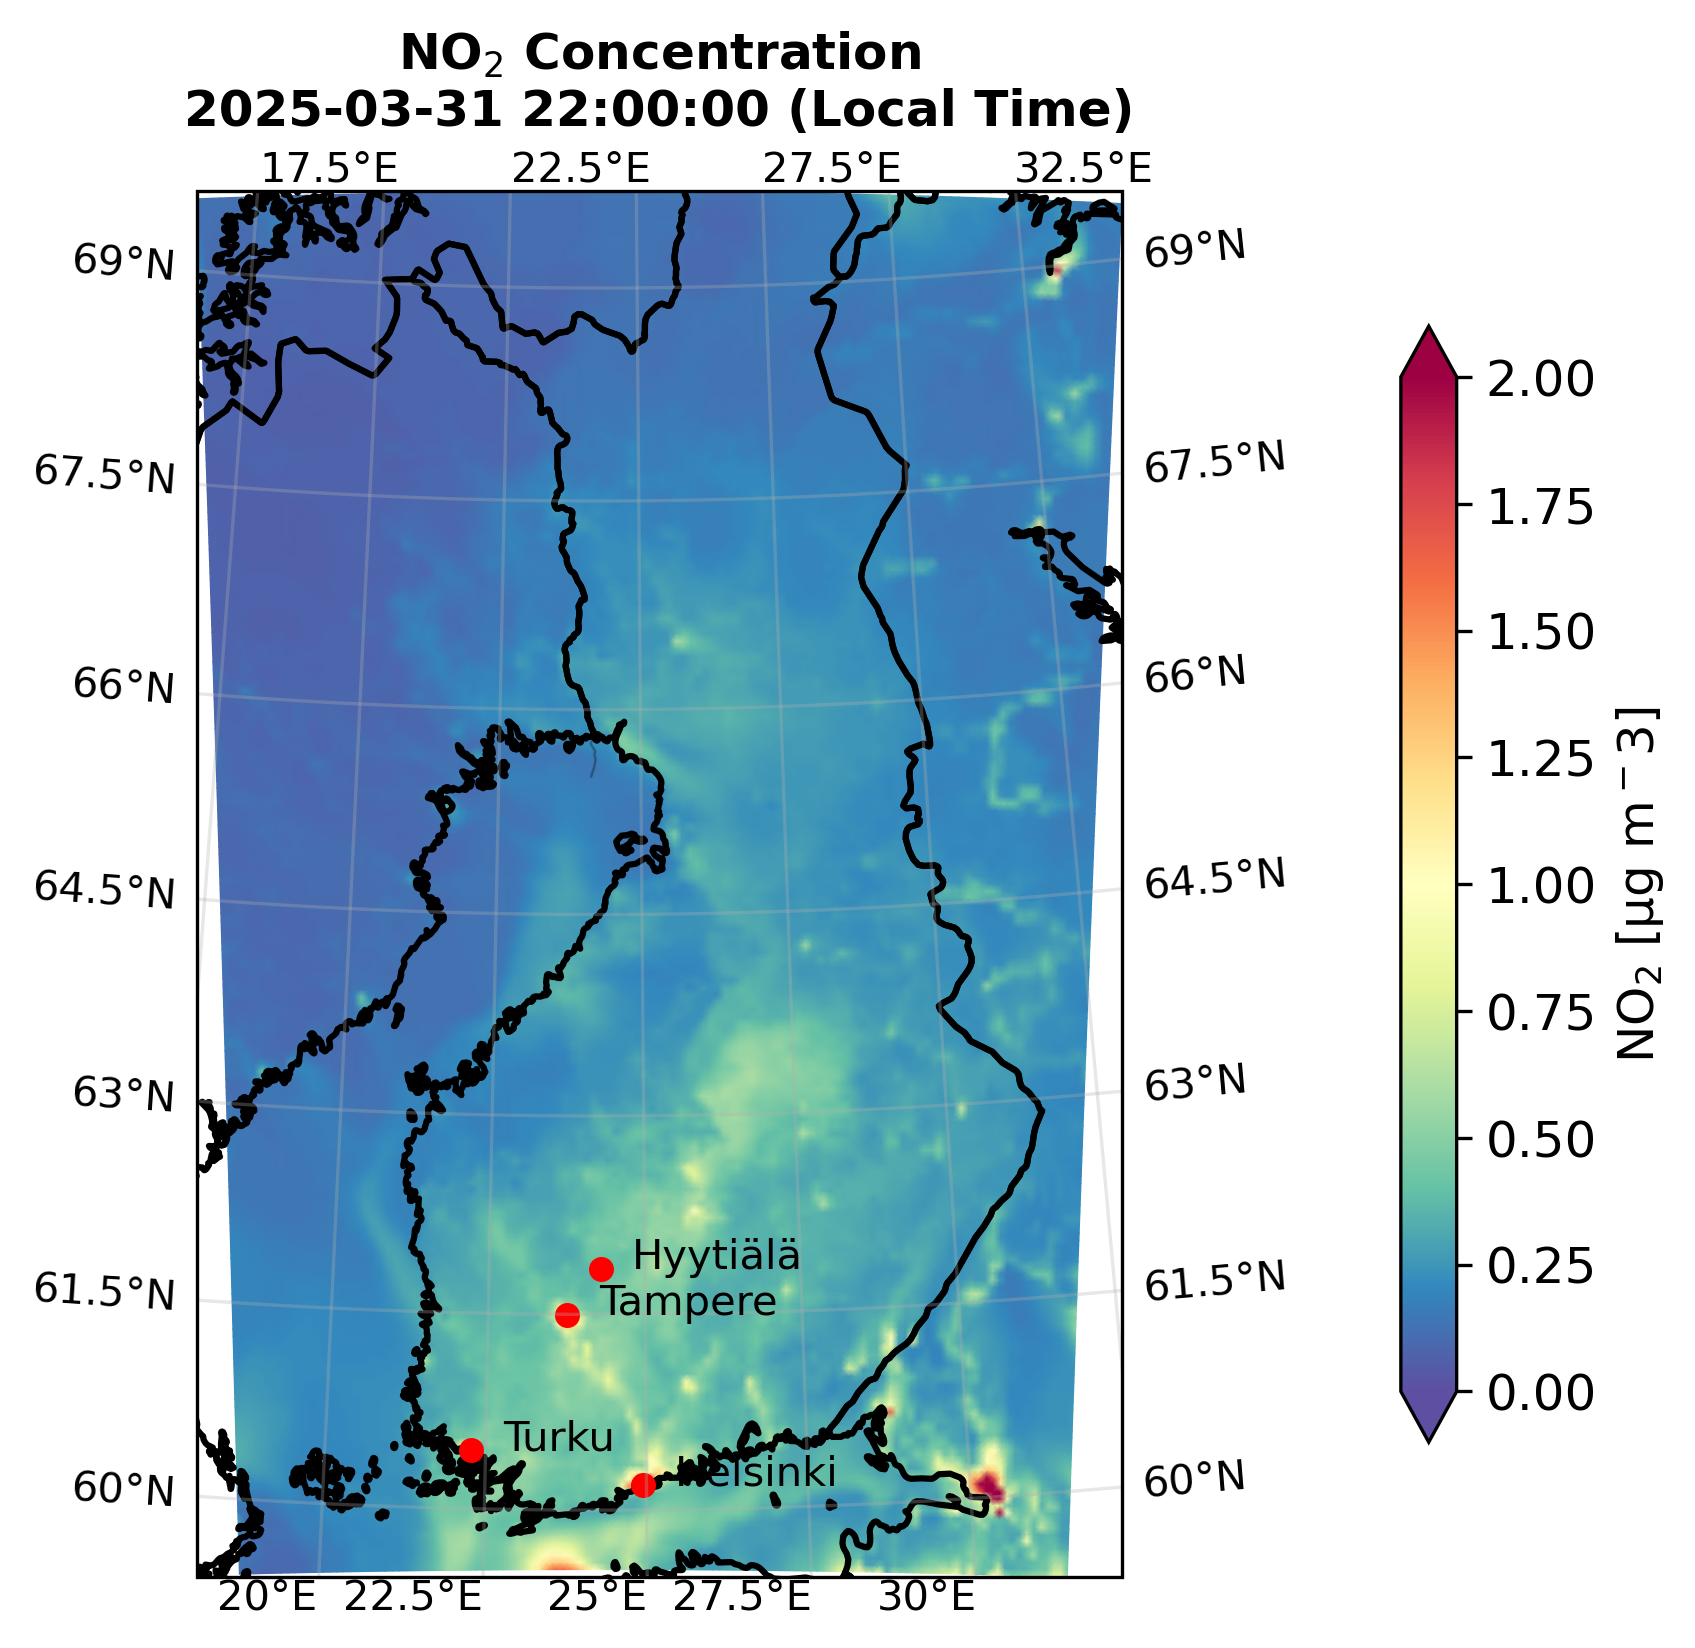 NO₂ Concentration
2025-03-31 22:00:00 (Local Time)
17.5°E 22.5°E 27.5°E 32.5°E
69°N 69°N
67.5°N 67.5°N
66°N 66°N
64.5°N 64.5°N
63°N 63°N
61.5°N 61.5°N
60°N 60°N
Hyytiälä
Tampere
Turku
Helsinki
20°E 22.5°E 25°E 27.5°E 30°E
2.00
1.75
1.50
1.25
1.00
0.75
0.50
0.25
0.00
NO₂ [µg m⁻3]